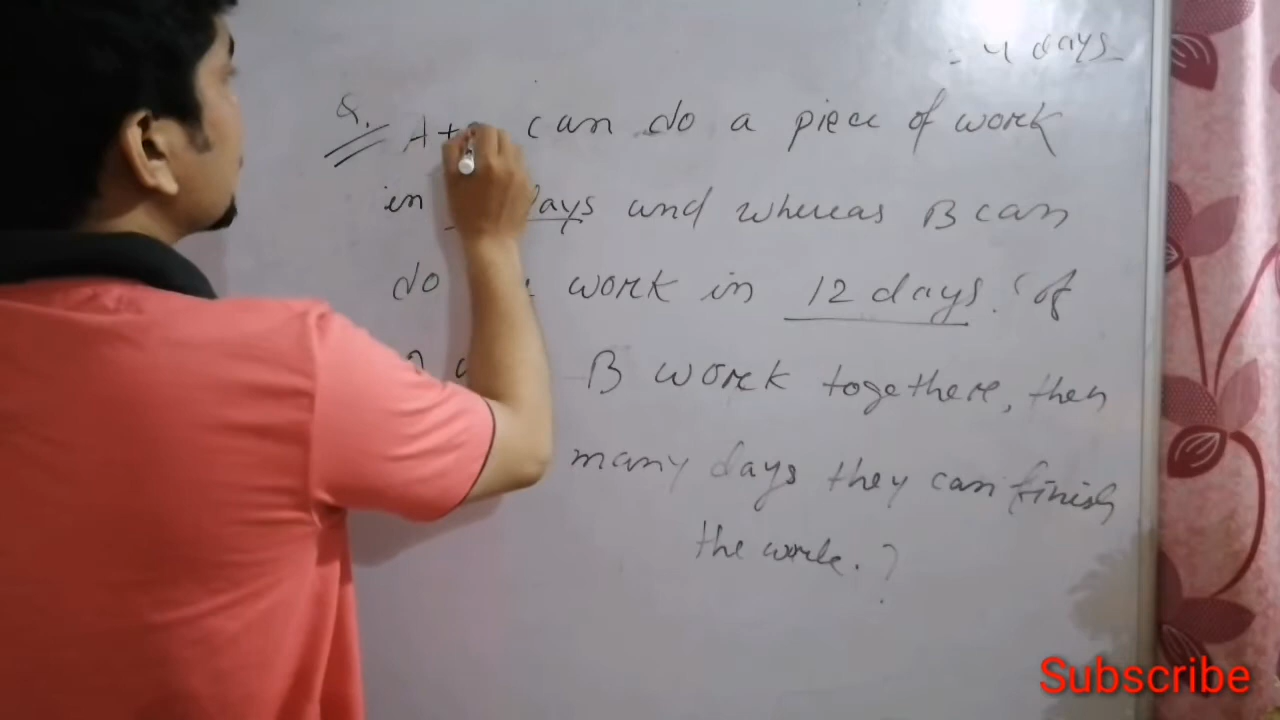 = 4 days
Q. A+ can do a piece of work
in days and whereas B can
do work in 12 days. if
B work togethere, then
many days they can finish
the work.?
Subscribe